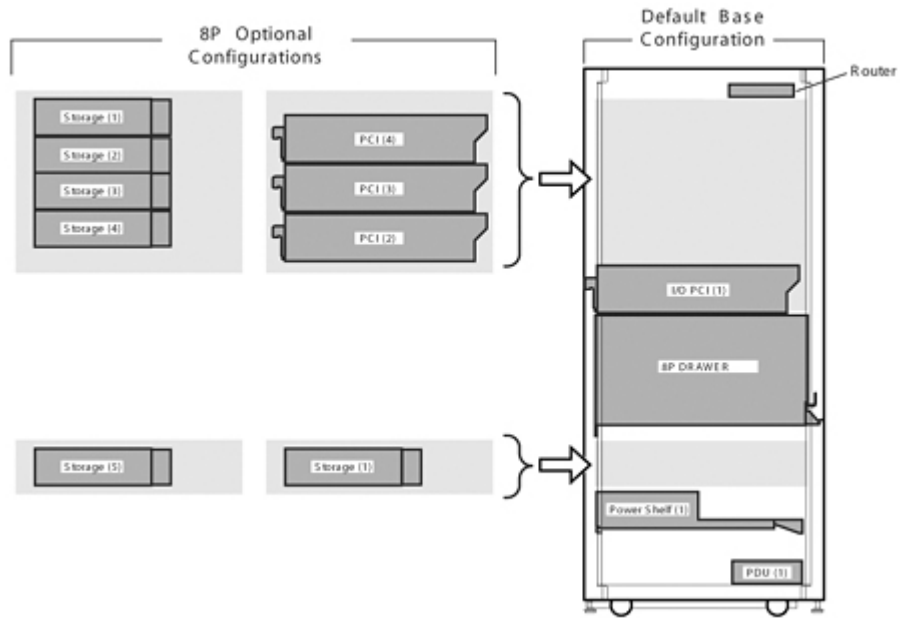 8P Optional
Configurations
Default Base
Configuration
Router
Storage (1)
Storage (2)
Storage (3)
Storage (4)
PCI (4)
PCI (3)
PCI (2)
I/O PCI (1)
8P DRAWER
Storage (5)
Storage (1)
Power Shelf (1)
PDU (1)